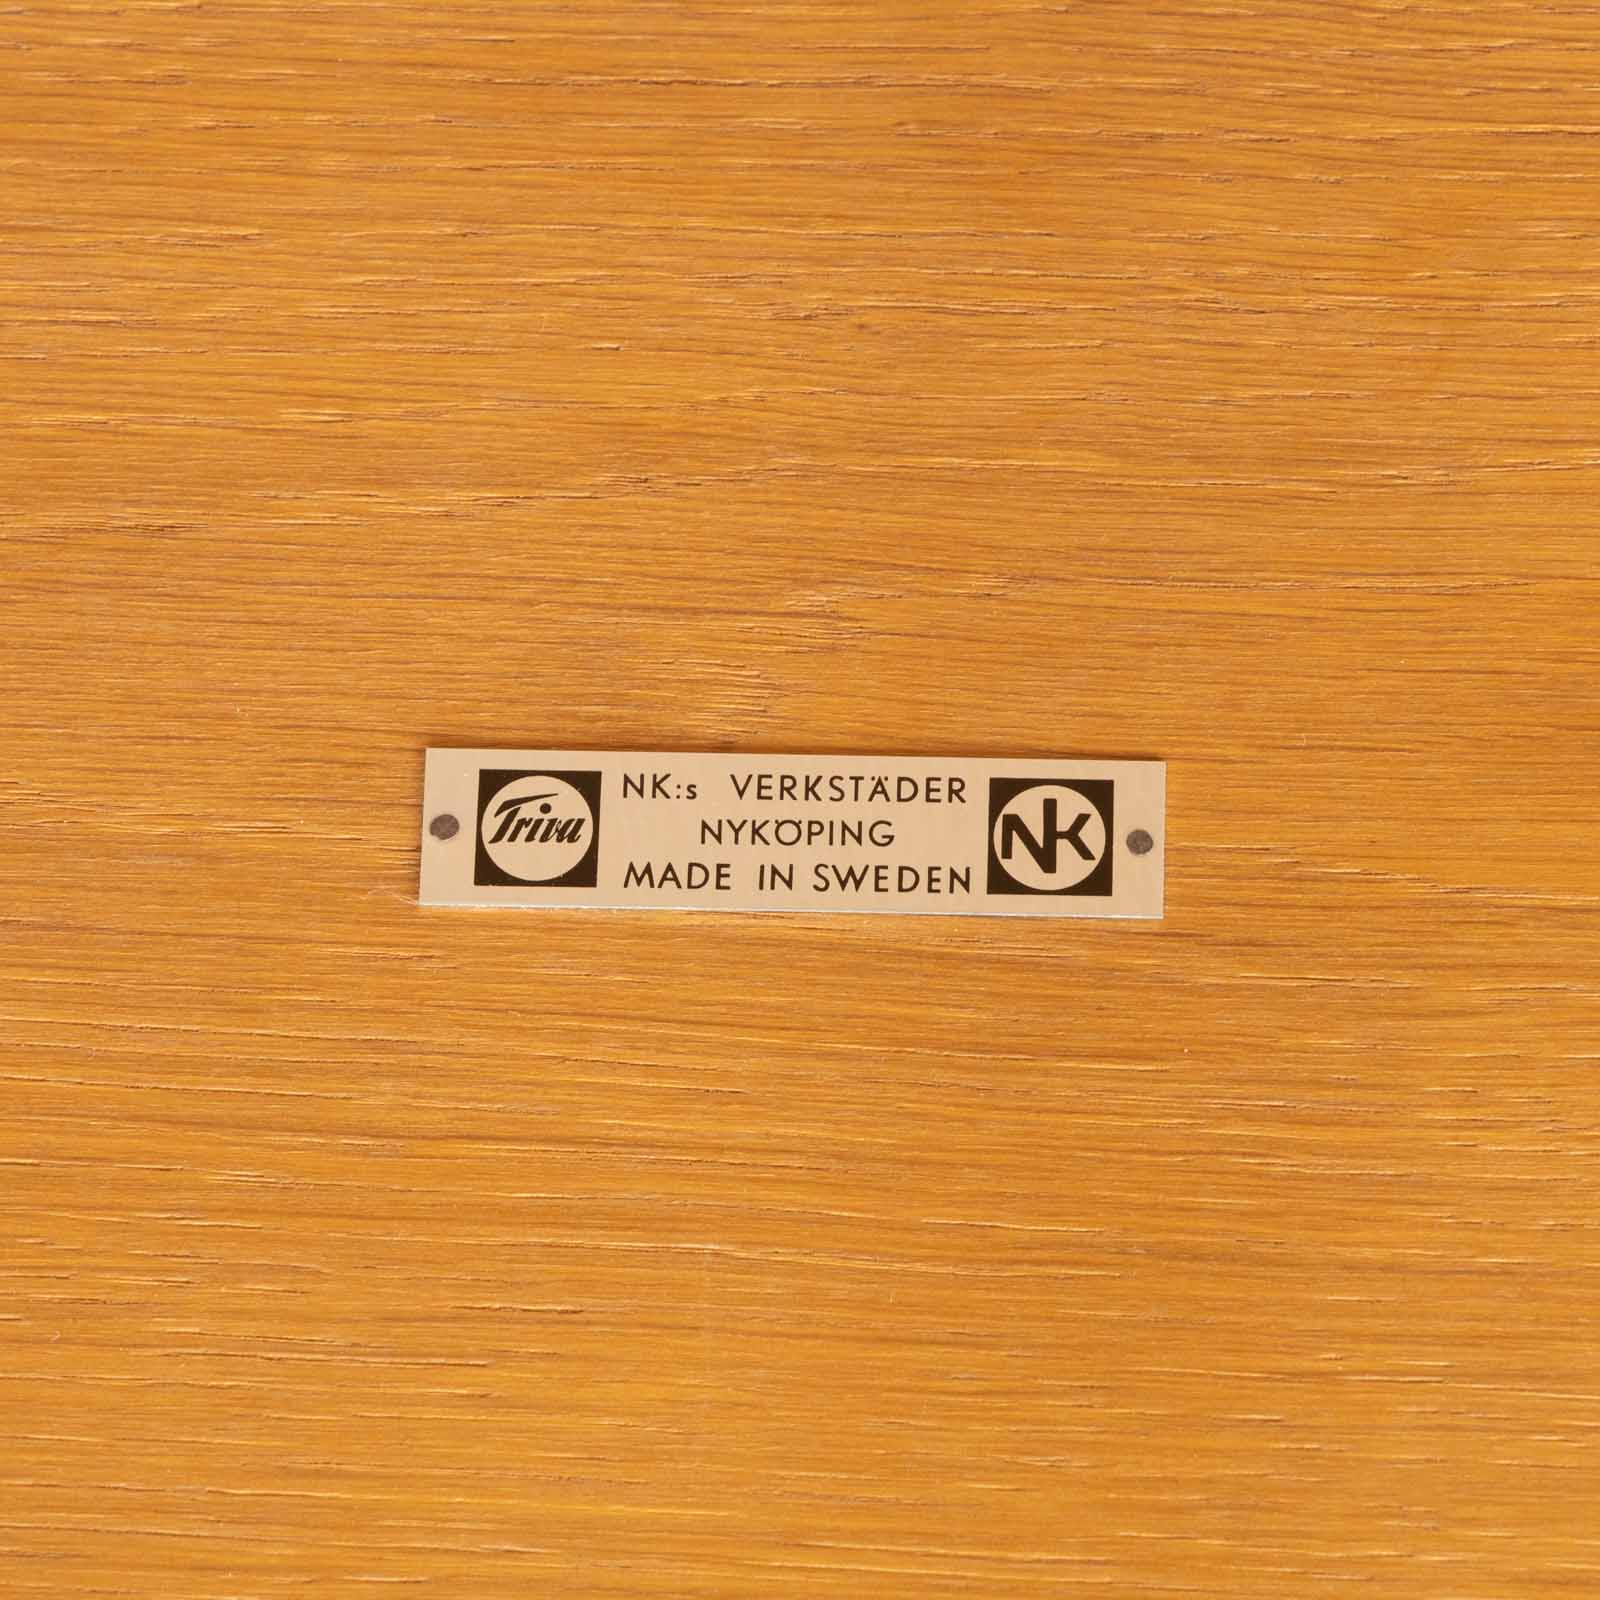 Triva
NK:s VERKSTÄDER
NYKÖPING
MADE IN SWEDEN
NK